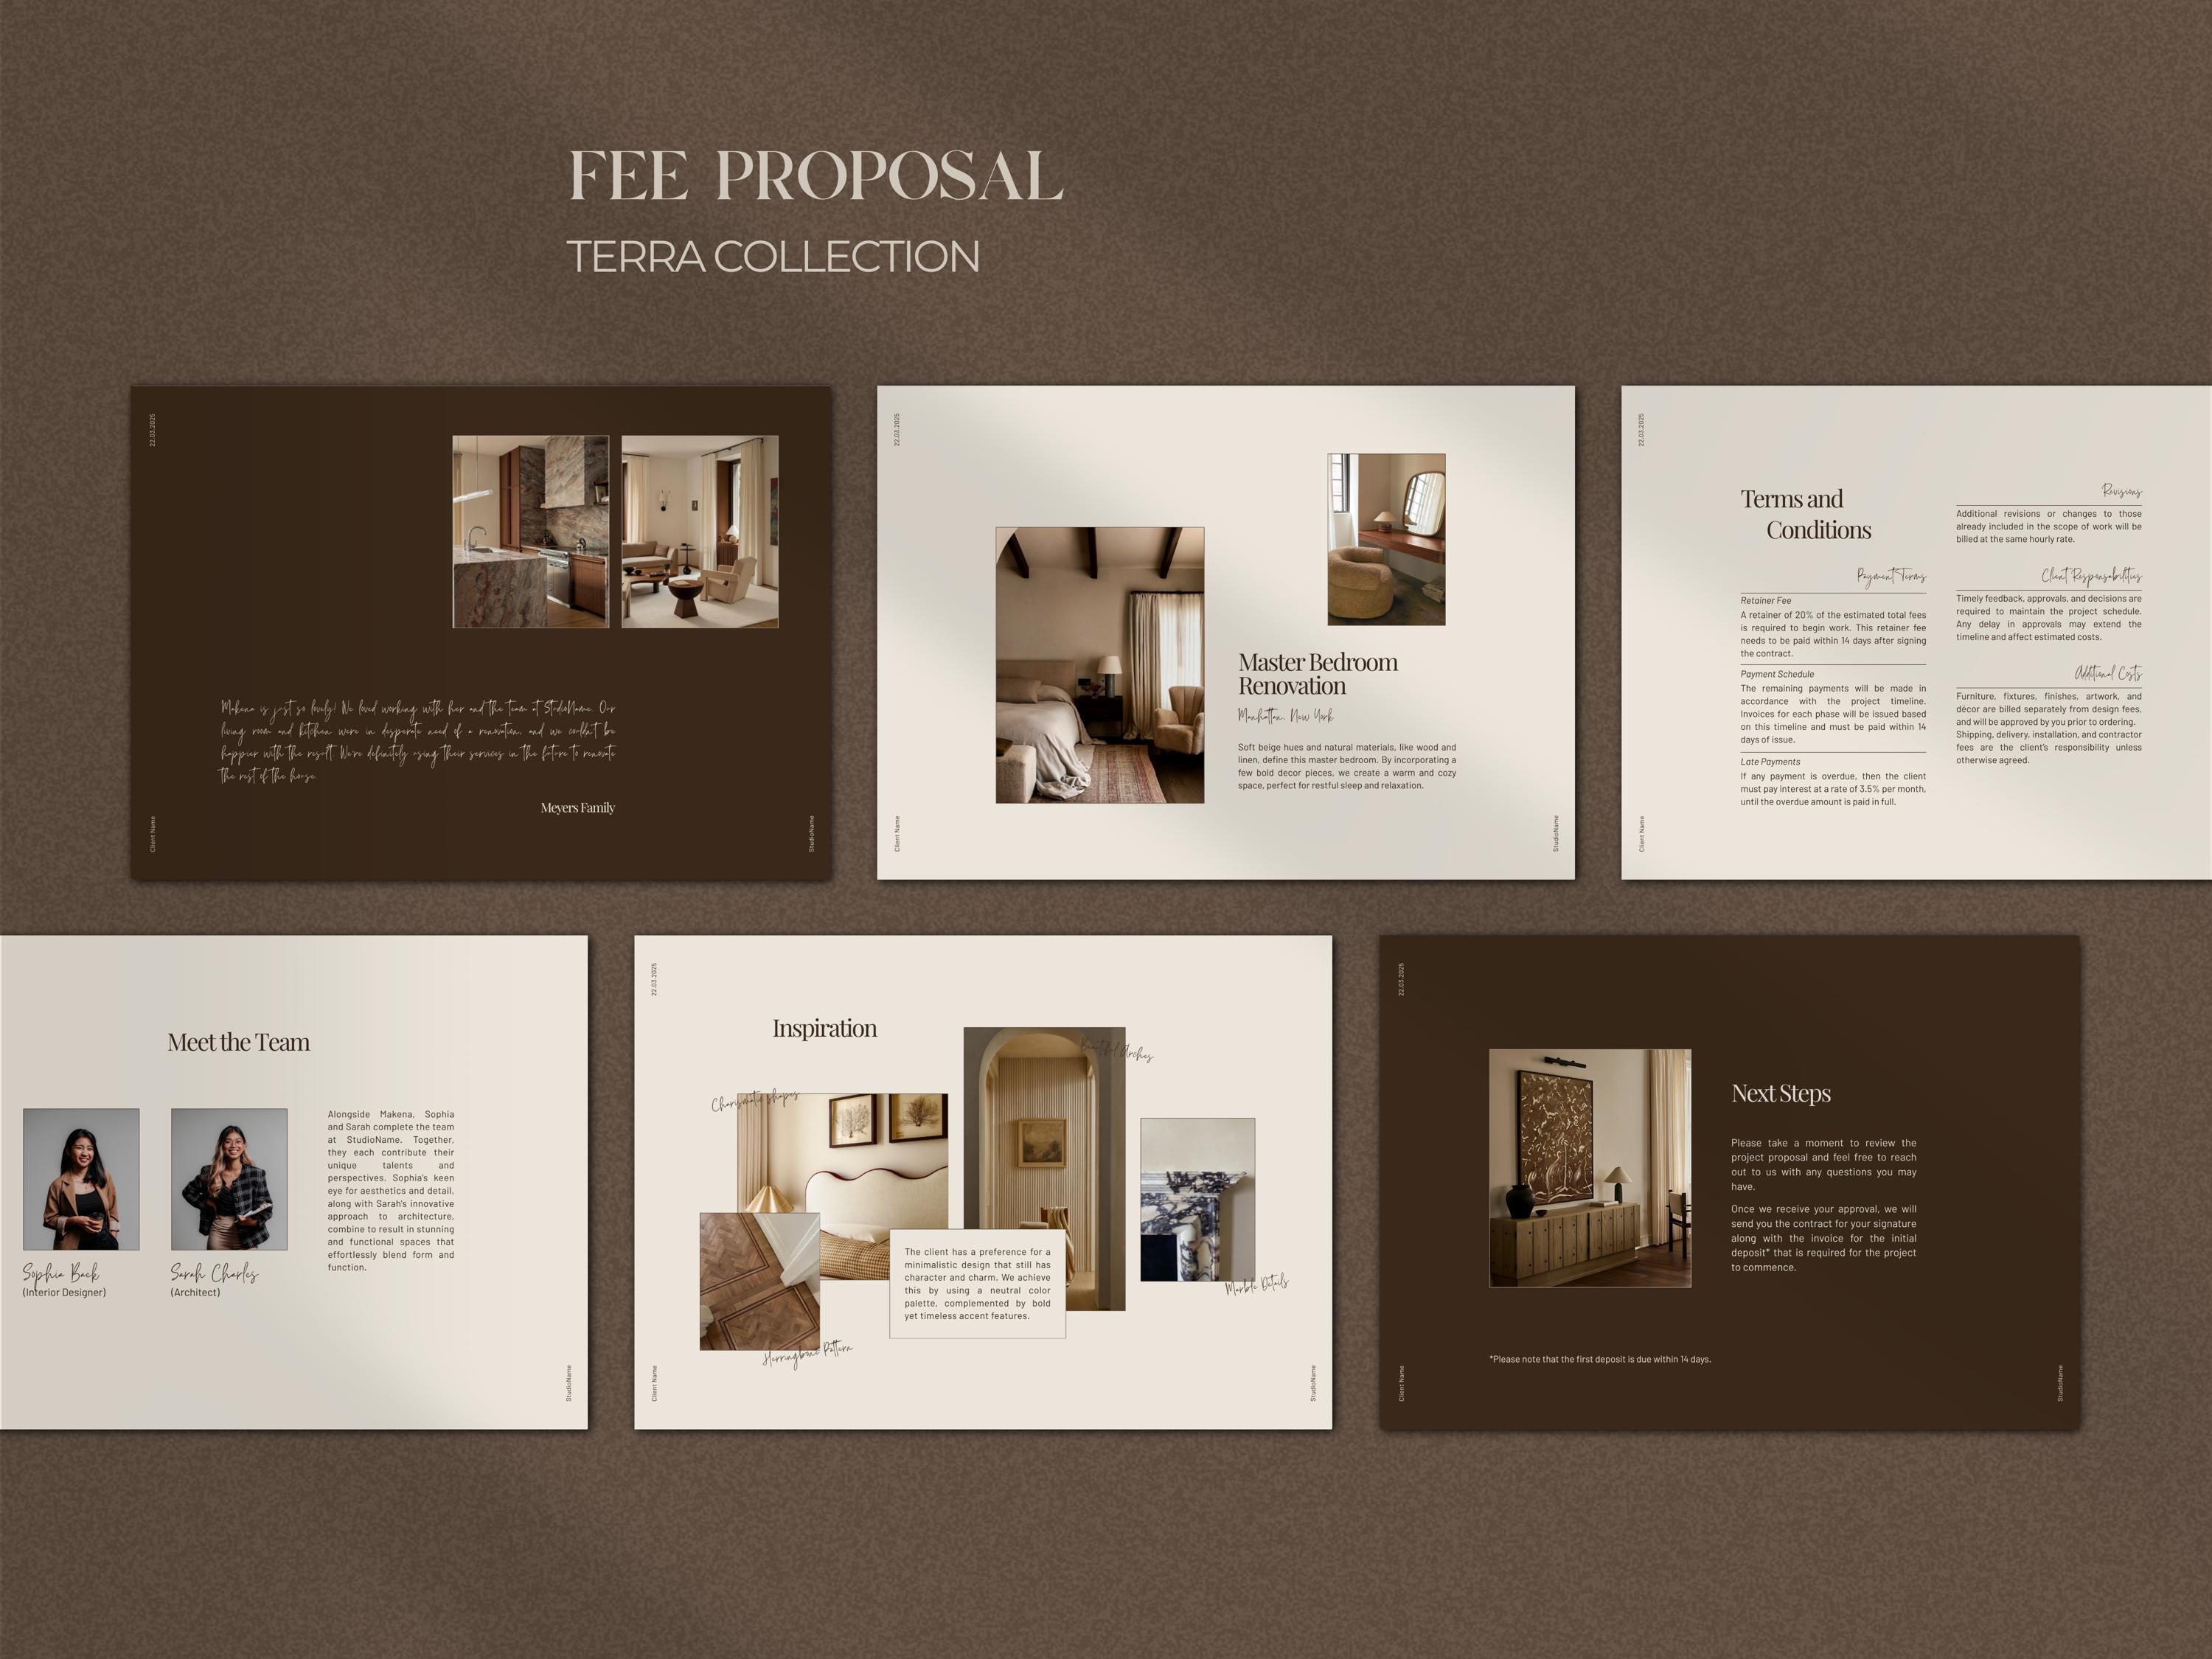 FEE PROPOSAL
TERRA COLLECTION
22.03.2025
Makena is just so lovely! We loved working with her and the team at StudioName. Our
living room and kitchen were in desperate need of a renovation, and we couldn't be
happier with the result. We're definitely using their services in the future to renovate
the rest of the house.
Meyers Family
Client Name
StudioName
22.03.2025
Master Bedroom
Renovation
Manhattan, New York
Soft beige hues and natural materials, like wood and
linen, define this master bedroom. By incorporating a
few bold decor pieces, we create a warm and cozy
space, perfect for restful sleep and relaxation.
Client Name
StudioName
22.03.2025
Terms and
Conditions
Payment Terms
Retainer Fee
A retainer of 20% of the estimated total fees
is required to begin work. This retainer fee
needs to be paid within 14 days after signing
the contract.
Payment Schedule
The remaining payments will be made in
accordance with the project timeline.
Invoices for each phase will be issued based
on this timeline and must be paid within 14
days of issue.
Late Payments
If any payment is overdue, then the client
must pay interest at a rate of 3.5% per month,
until the overdue amount is paid in full.
Revisions
Additional revisions or changes to those
already included in the scope of work will be
billed at the same hourly rate.
Client Responsabilities
Timely feedback, approvals, and decisions are
required to maintain the project schedule.
Any delay in approvals may extend the
timeline and affect estimated costs.
Additional Costs
Furniture, fixtures, finishes, artwork, and
décor are billed separately from design fees,
and will be approved by you prior to ordering.
Shipping, delivery, installation, and contractor
fees are the client's responsibility unless
otherwise agreed.
Client Name
Meet the Team
Sophia Back
(Interior Designer)
Sarah Charles
(Architect)
Alongside Makena, Sophia
and Sarah complete the team
at StudioName. Together,
they each contribute their
unique talents and
perspectives. Sophia's keen
eye for aesthetics and detail,
along with Sarah's innovative
approach to architecture,
combine to result in stunning
and functional spaces that
effortlessly blend form and
function.
StudioName
22.03.2025
Inspiration
Charismatic shapes
Beautiful Arches
The client has a preference for a
minimalistic design that still has
character and charm. We achieve
this by using a neutral color
palette, complemented by bold
yet timeless accent features.
Marble Details
Herringbone Pattern
Client Name
StudioName
22.03.2025
Next Steps
Please take a moment to review the
project proposal and feel free to reach
out to us with any questions you may
have.
Once we receive your approval, we will
send you the contract for your signature
along with the invoice for the initial
deposit* that is required for the project
to commence.
*Please note that the first deposit is due within 14 days.
Client Name
StudioName